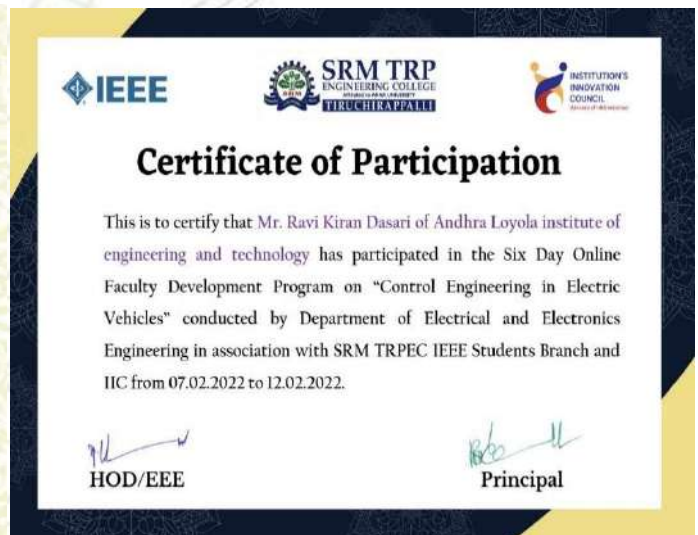 IEEE
SRM TRP
ENGINEERING COLLEGE
TIRUCHIRAPPALLI
INSTITUTION'S
INNOVATION
COUNCIL
Certificate of Participation
This is to certify that Mr. Ravi Kiran Dasari of Andhra Loyola institute of
engineering and technology has participated in the Six Day Online
Faculty Development Program on “Control Engineering in Electric
Vehicles” conducted by Department of Electrical and Electronics
Engineering in association with SRM TRPEC IEEE Students Branch and
IIC from 07.02.2022 to 12.02.2022.
HOD/EEE
Principal